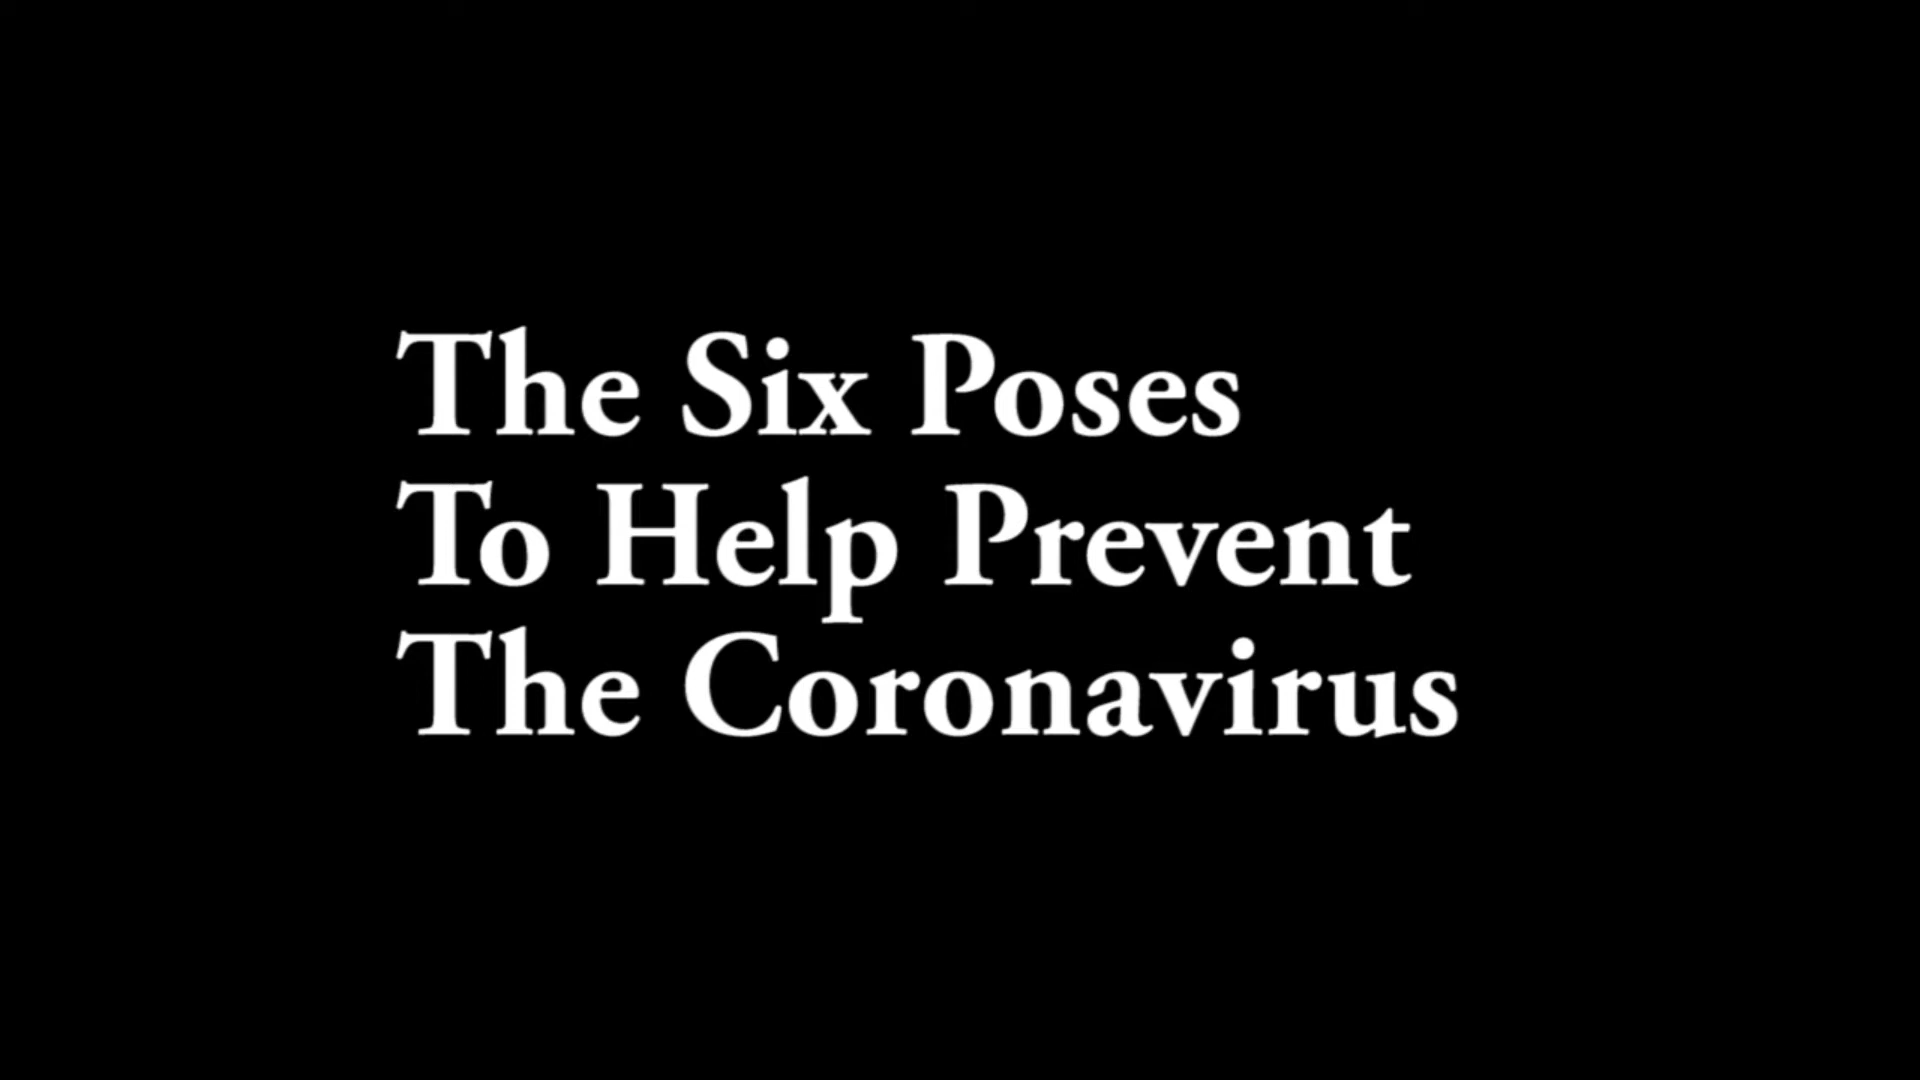 The Six Poses
To Help Prevent
The Coronavirus